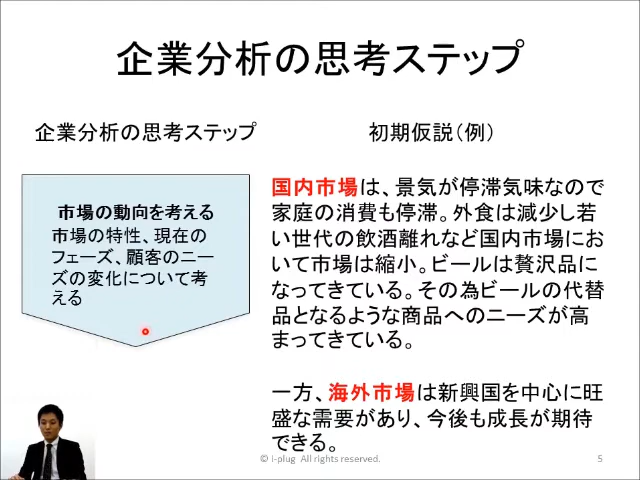 企業分析の思考ステップ
企業分析の思考ステップ
初期仮説（例）
市場の動向を考える
市場の特性、現在の
フェーズ、顧客のニー
ズの変化について考
える
国内市場は、景気が停滞気味なので
家庭の消費も停滞。外食は減少し若
い世代の飲酒離れなど国内市場にお
いて市場は縮小。ビールは贅沢品に
なってきている。その為ビールの代替
品となるような商品へのニーズが高
まってきている。
一方、海外市場は新興国を中心に旺
盛な需要があり、今後も成長が期待
できる。
© i-plug All rights reserved.
5